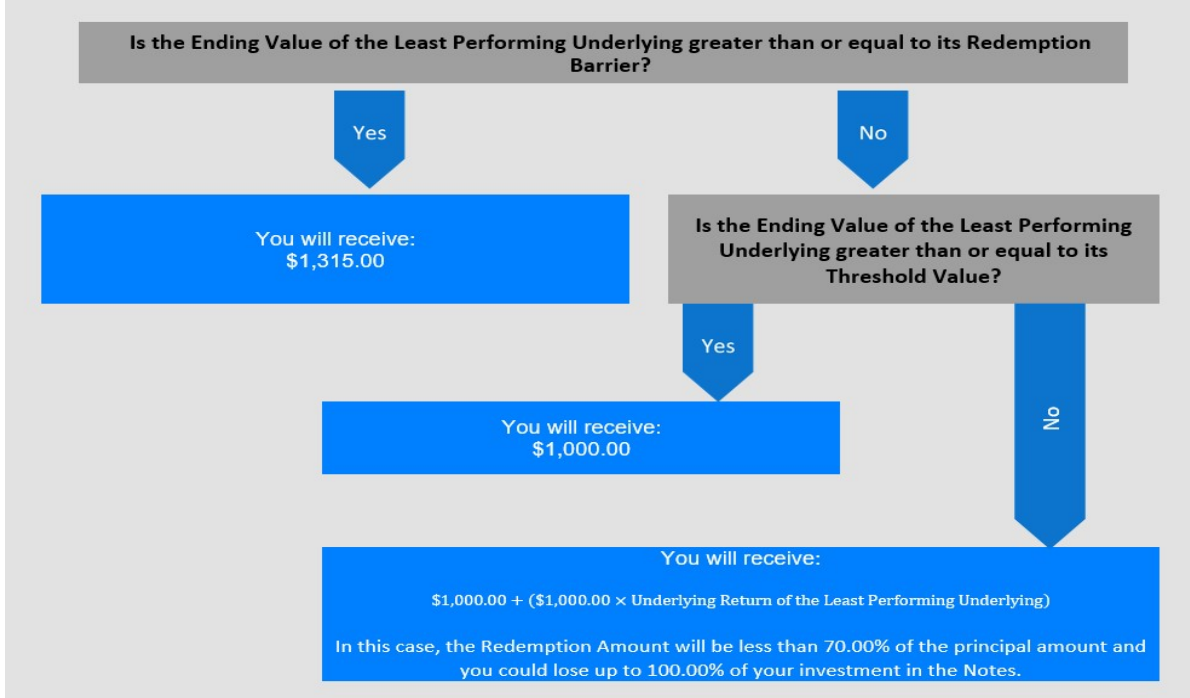 Is the Ending Value of the Least Performing Underlying greater than or equal to its Redemption
Barrier?
Yes
No
You will receive:
$1,315.00
Is the Ending Value of the Least Performing
Underlying greater than or equal to its
Threshold Value?
Yes
No
You will receive:
$1,000.00
You will receive:
$1,000.00 + ($1,000.00 × Underlying Return of the Least Performing Underlying)
In this case, the Redemption Amount will be less than 70.00% of the principal amount and
you could lose up to 100.00% of your investment in the Notes.